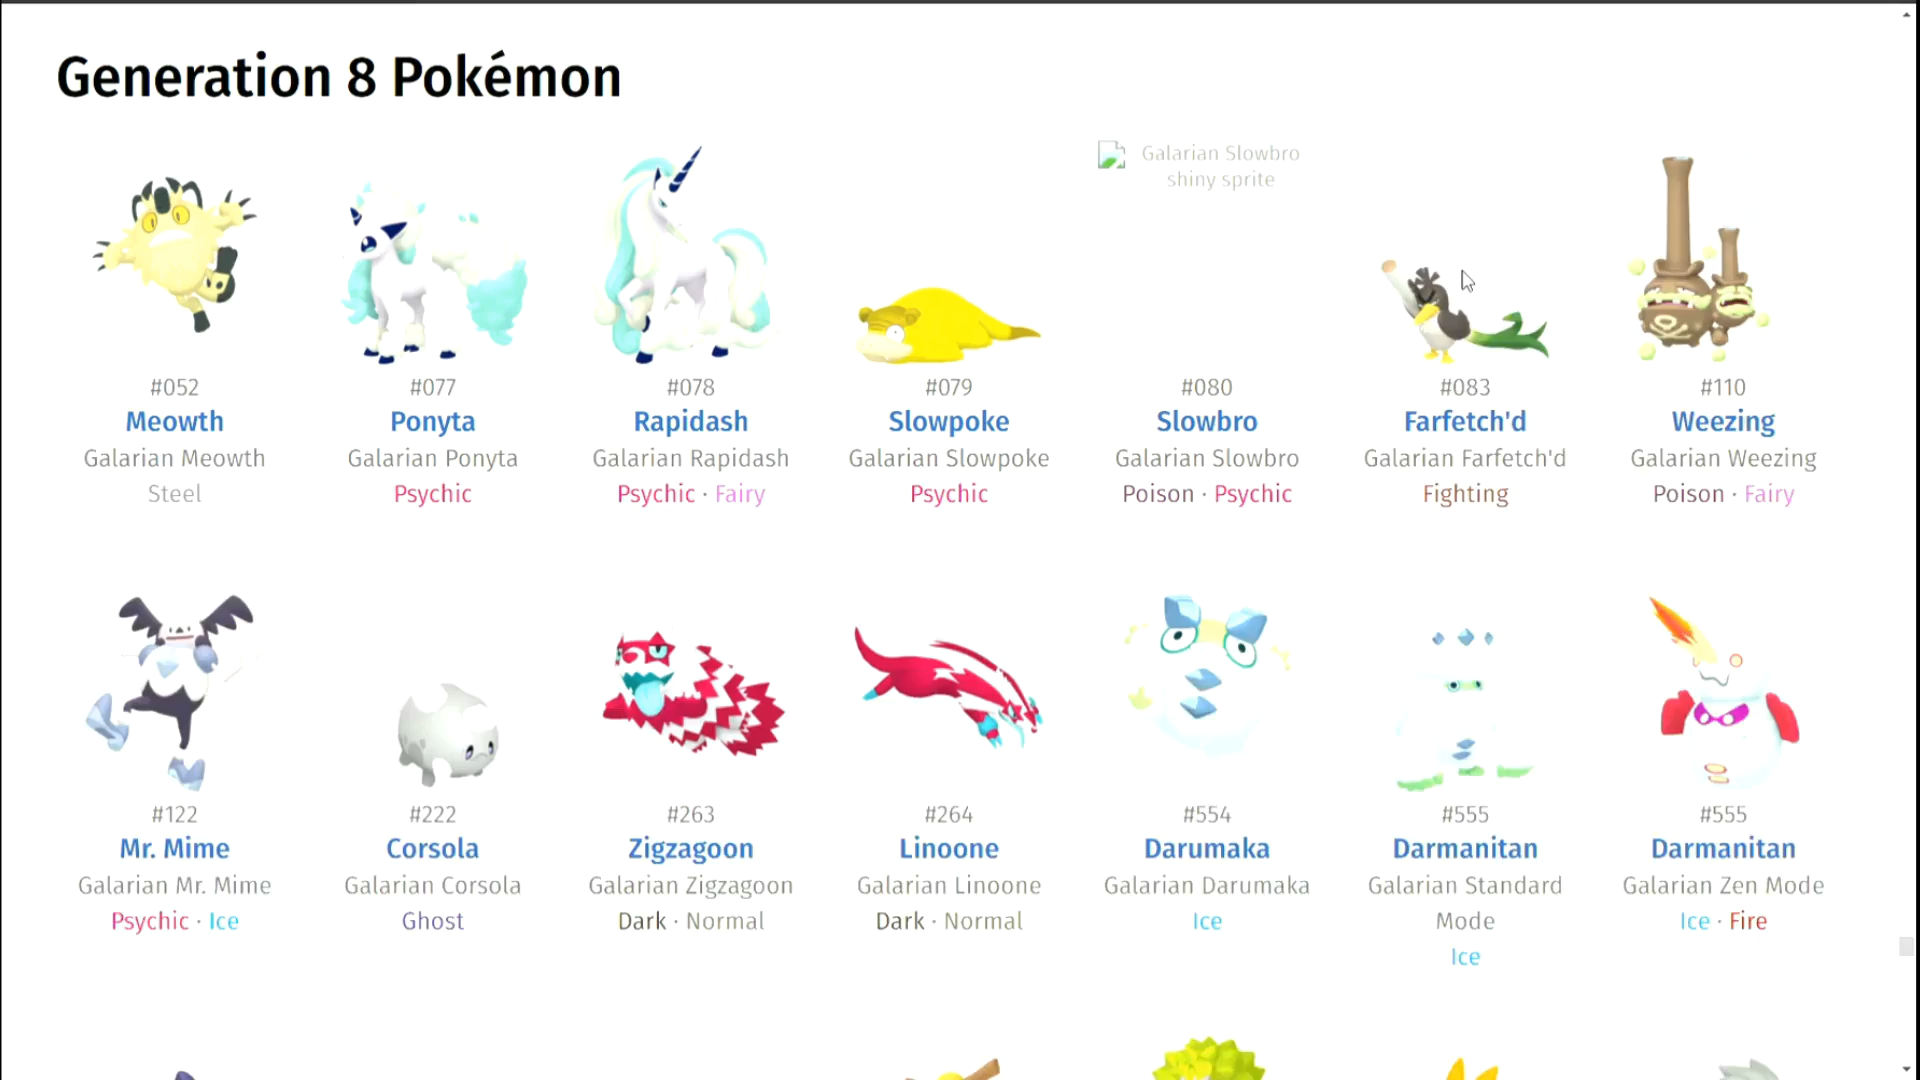 Generation 8 Pokémon
Galarian Slowbro
shiny sprite
#052
Meowth
Galarian Meowth
Steel
#077
Ponyta
Galarian Ponyta
Psychic
#078
Rapidash
Galarian Rapidash
Psychic · Fairy
#079
Slowpoke
Galarian Slowpoke
Psychic
#080
Slowbro
Galarian Slowbro
Poison · Psychic
#083
Farfetch'd
Galarian Farfetch'd
Fighting
#110
Weezing
Galarian Weezing
Poison · Fairy
#122
Mr. Mime
Galarian Mr. Mime
Psychic · Ice
#222
Corsola
Galarian Corsola
Ghost
#263
Zigzagoon
Galarian Zigzagoon
Dark · Normal
#264
Linoone
Galarian Linoone
Dark · Normal
#554
Darumaka
Galarian Darumaka
Ice
#555
Darmanitan
Galarian Standard
Mode
Ice
#555
Darmanitan
Galarian Zen Mode
Ice · Fire